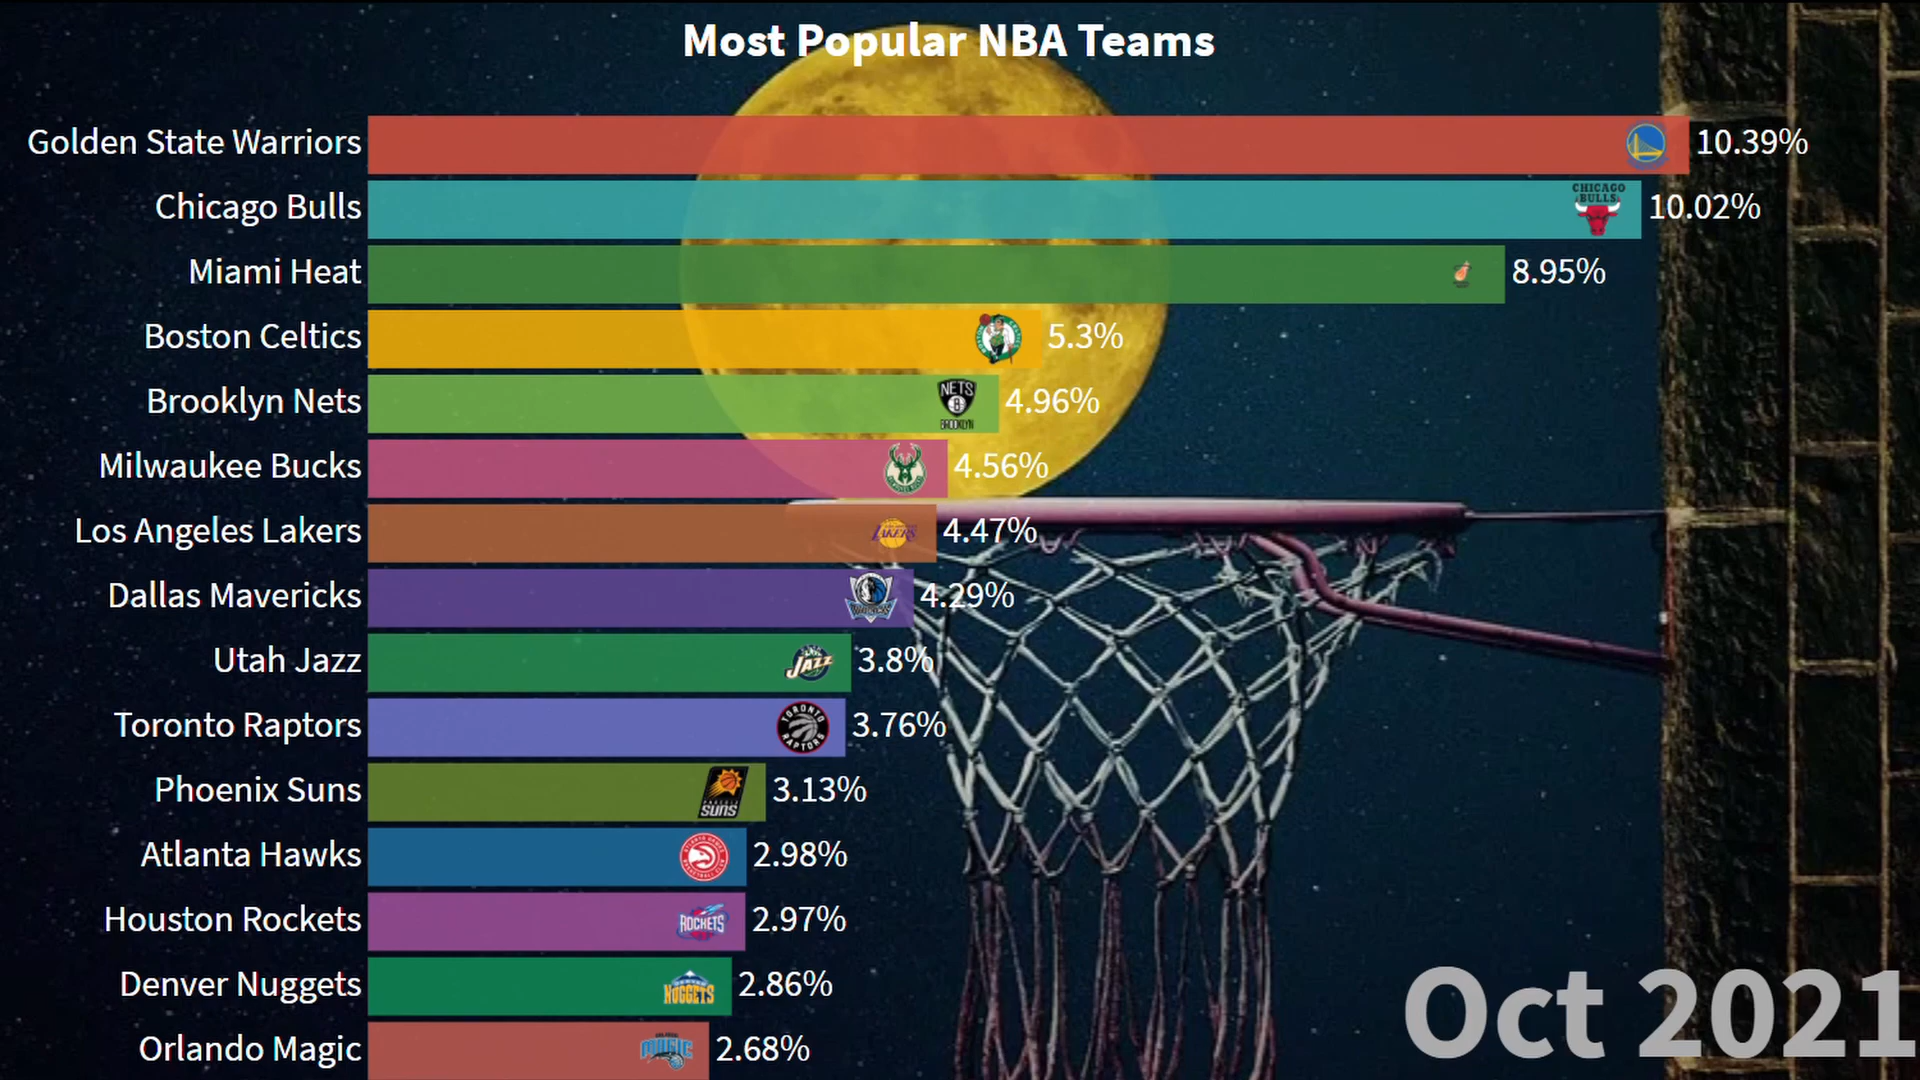 Most Popular NBA Teams
Golden State Warriors 10.39%
Chicago Bulls CHICAGO BULLS 10.02%
Miami Heat 8.95%
Boston Celtics 5.3%
Brooklyn Nets NETS B BROOKLYN 4.96%
Milwaukee Bucks 4.56%
Los Angeles Lakers LAKERS 4.47%
Dallas Mavericks MAVERICKS 4.29%
Utah Jazz JAZZ 3.8%
Toronto Raptors TORONTO RAPTORS 3.76%
Phoenix Suns PHOENIX SUNS 3.13%
Atlanta Hawks 2.98%
Houston Rockets ROCKETS 2.97%
Denver Nuggets NUGGETS 2.86%
Orlando Magic MAGIC 2.68%
Oct 2021